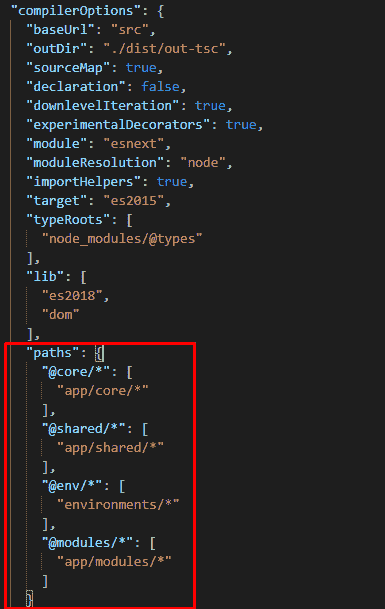 "compilerOptions": {
"baseUrl": "src",
"outDir": "./dist/out-tsc",
"sourceMap": true,
"declaration": false,
"downlevelIteration": true,
"experimentalDecorators": true,
"module": "esnext",
"moduleResolution": "node",
"importHelpers": true,
"target": "es2015",
"typeRoots": [
"node_modules/@types"
],
"lib": [
"es2018",
"dom"
],
"paths": {
"@core/*": [
"app/core/*"
],
"@shared/*": [
"app/shared/*"
],
"@env/*": [
"environments/*"
],
"@modules/*": [
"app/modules/*"
]
}